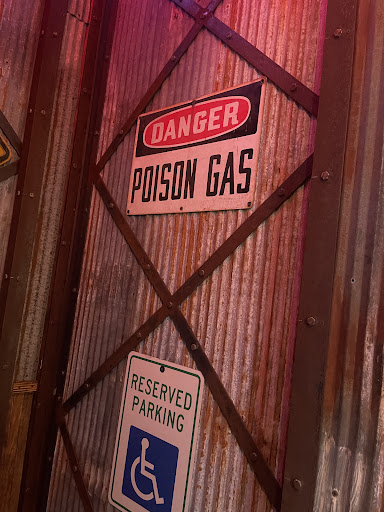 DANGER
POISON GAS
RESERVED
PARKING